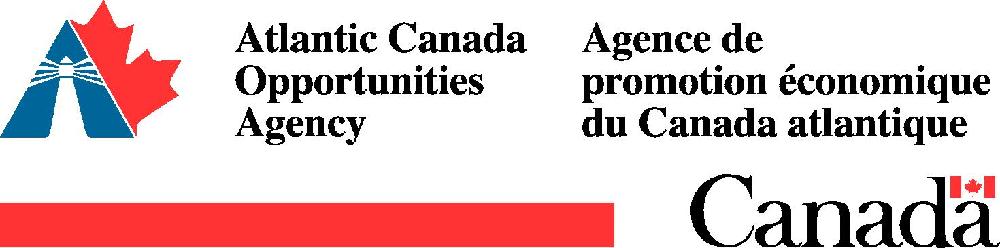 Atlantic Canada
Opportunities
Agency
Agence de
promotion économique
du Canada atlantique
Canada